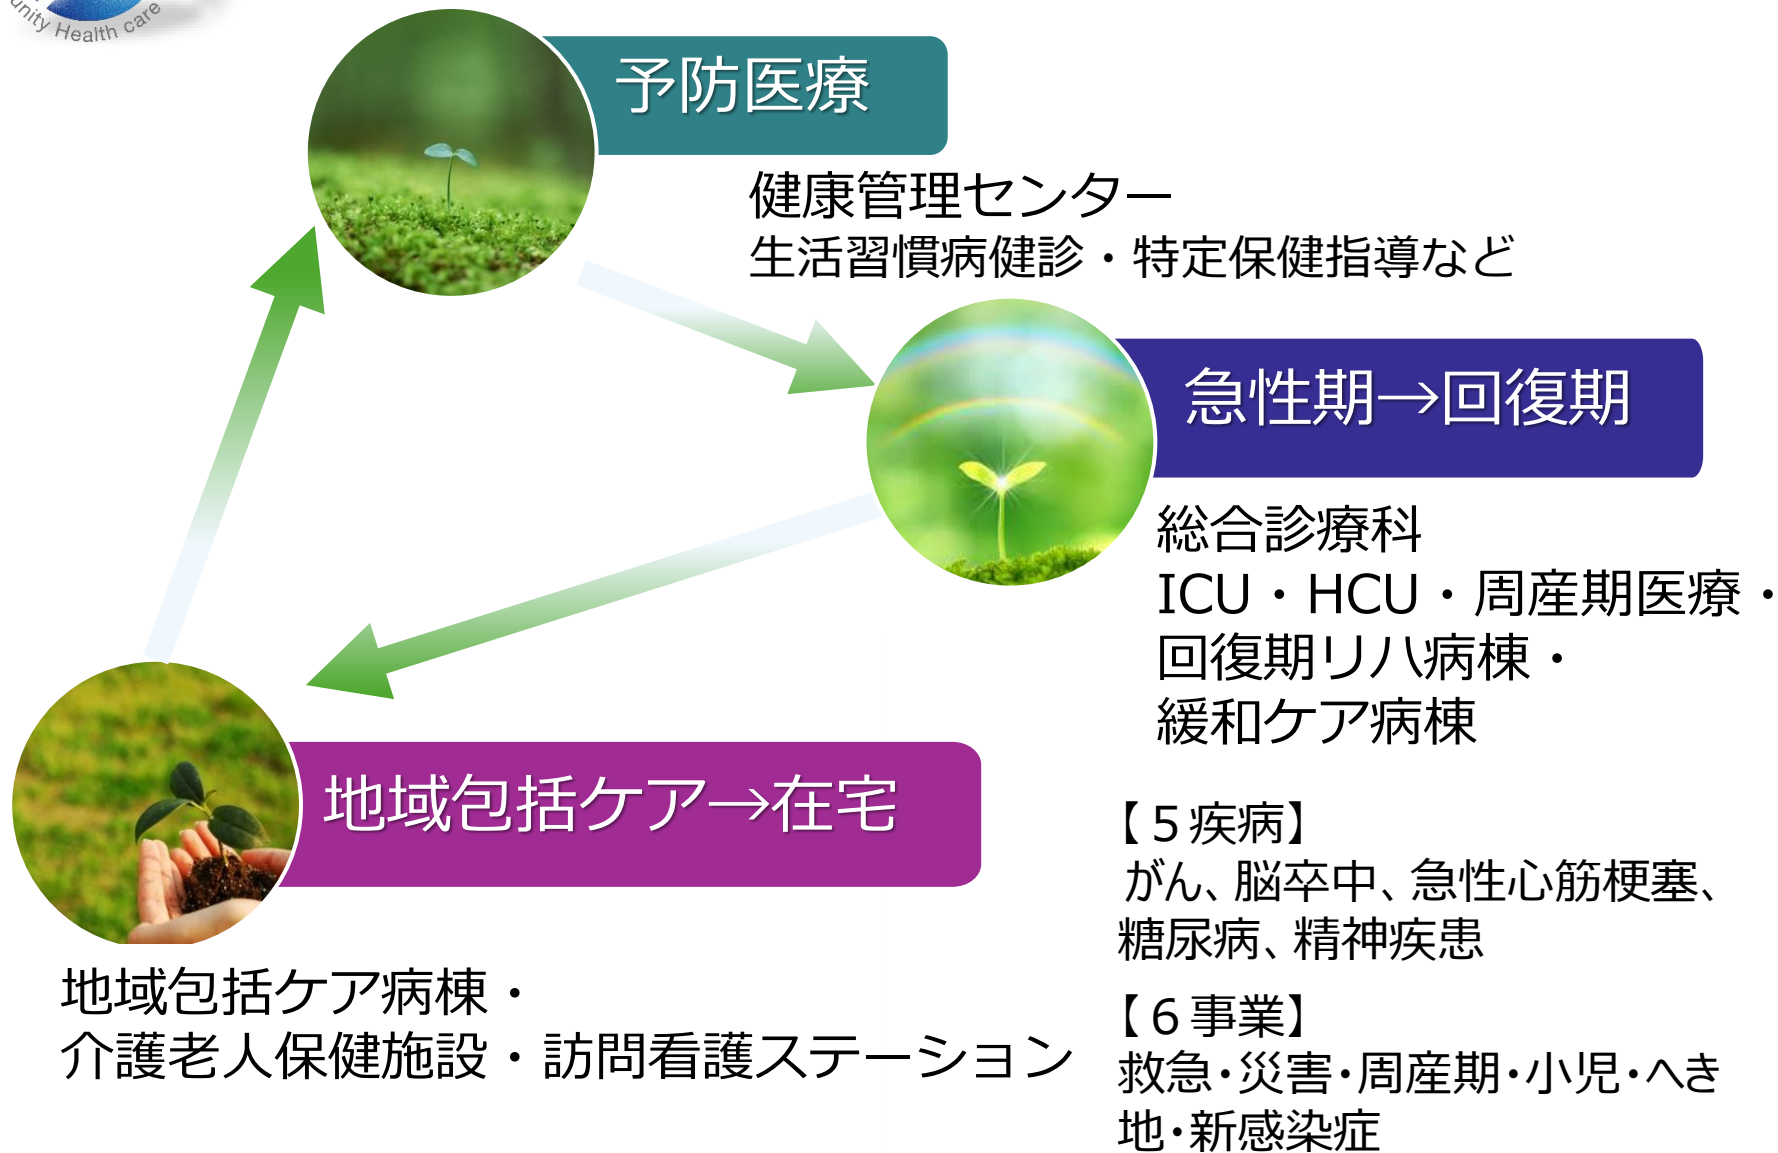 Health care
予防医療
健康管理センター
生活習慣病健診・特定保健指導など
急性期→回復期
総合診療科
ICU・HCU・周産期医療・
回復期リハ病棟・
緩和ケア病棟
地域包括ケア→在宅
地域包括ケア病棟・
介護老人保健施設・訪問看護ステーション
【５疾病】
がん、脳卒中、急性心筋梗塞、
糖尿病、精神疾患
【６事業】
救急・災害・周産期・小児・へき
地・新感染症